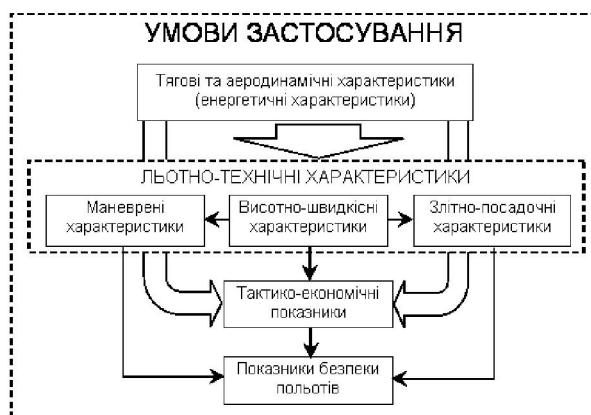 УМОВИ ЗАСТОСУВАННЯ
Тягові та аеродинамічні характеристики
(енергетичні характеристики)
ЛЬОТНО-ТЕХНІЧНІ ХАРАКТЕРИСТИКИ
Маневрені
характеристики
Висотно-швидкісні
характеристики
Злітно-посадочні
характеристики
Тактико-економічні
показники
Показники безпеки
польотів